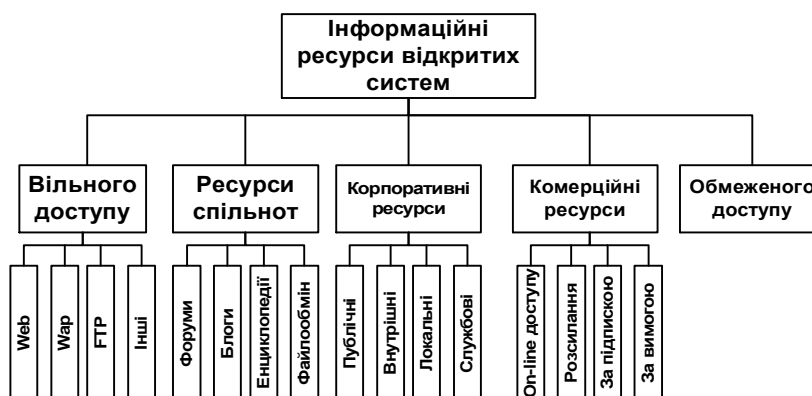 Інформаційні
ресурси відкритих
систем
Вільного
доступу
Ресурси
спільнот
Корпоративні
ресурси
Комерційні
ресурси
Обмеженого
доступу
Web
Wap
FTP
Інші
Форуми
Блоги
Енциклопедії
Файлообмін
Публічні
Внутрішні
Локальні
Службові
On-line доступу
Розсилання
За підпискою
За вимогою